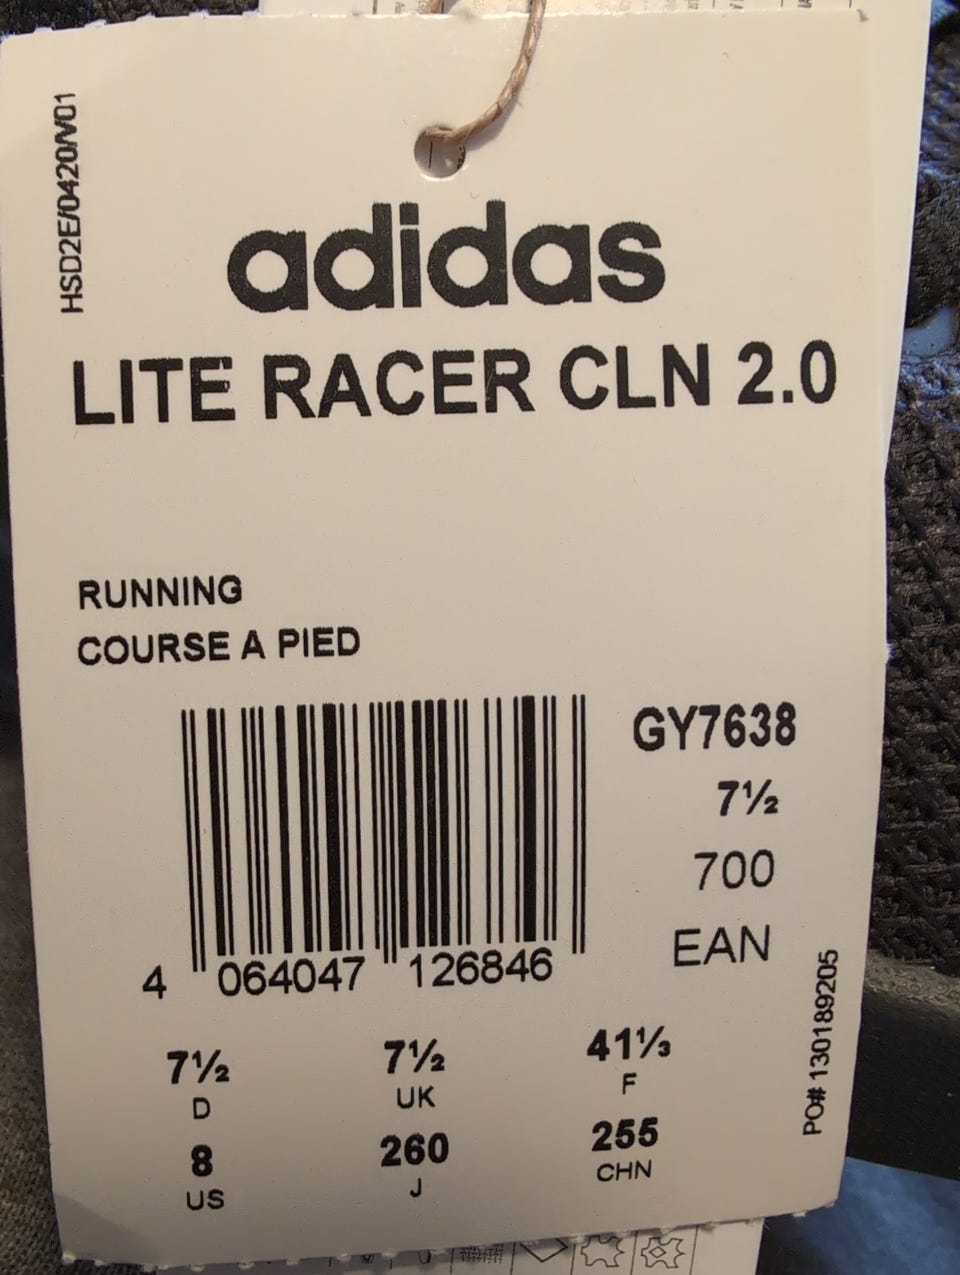 HSD2E/0420/V01
adidas
LITE RACER CLN 2.0
RUNNING
COURSE A PIED
GY7638
7½
700
EAN
4 064047 126846
7½ 7½ 41⅓
D UK F
8 260 255
US J CHN
PO# 130189205